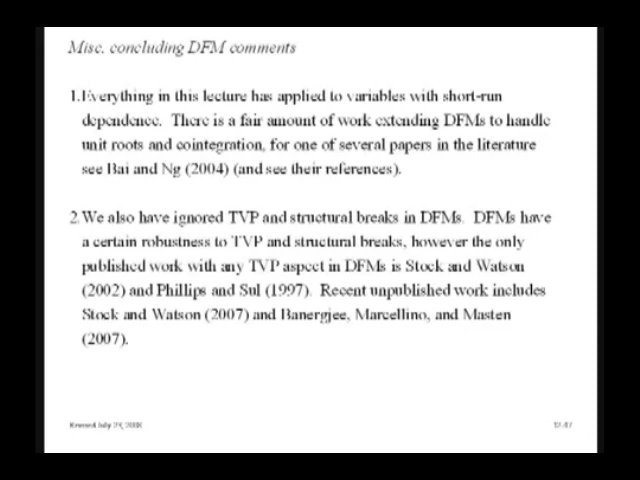 Misc. concluding DFM comments
1. Everything in this lecture has applied to variables with short-run
dependence. There is a fair amount of work extending DFMs to handle
unit roots and cointegration, for one of several papers in the literature
see Bai and Ng (2004) (and see their references).
2. We also have ignored TVP and structural breaks in DFMs. DFMs have
a certain robustness to TVP and structural breaks, however the only
published work with any TVP aspect in DFMs is Stock and Watson
(2002) and Phillips and Sul (1997). Recent unpublished work includes
Stock and Watson (2007) and Banergjee, Marcellino, and Masten
(2007).
Revised July 23, 2008